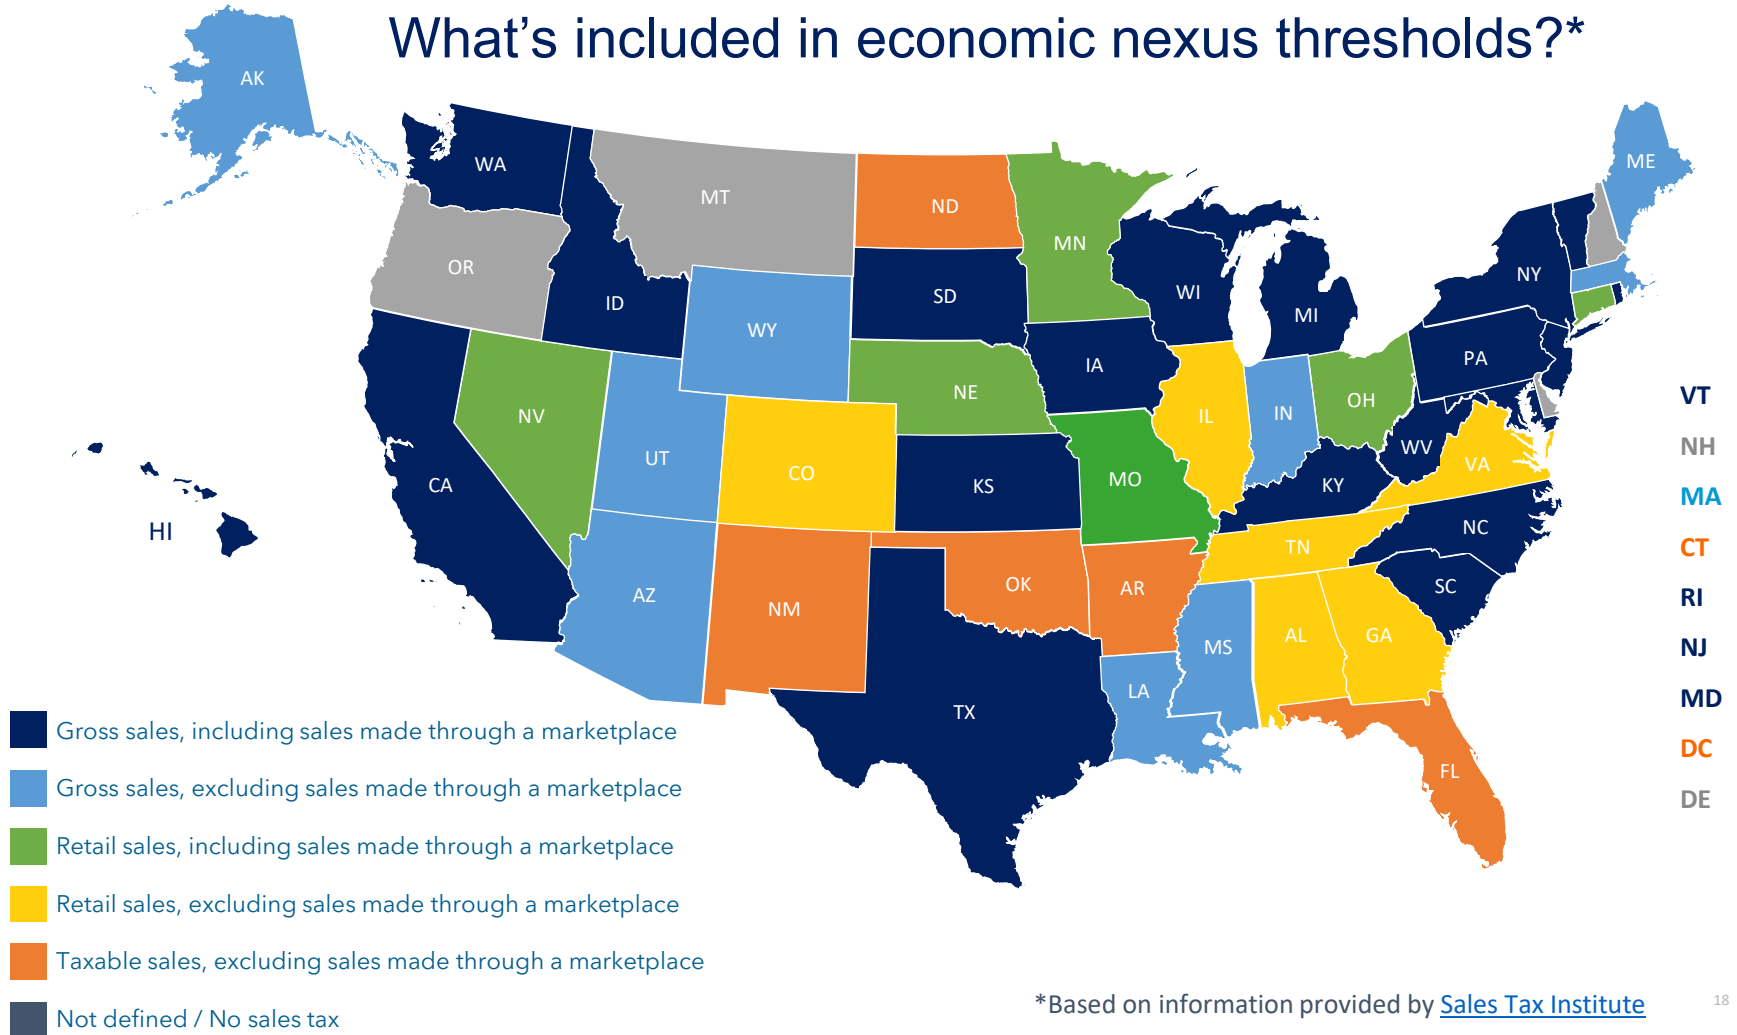 What's included in economic nexus thresholds?*
AK
WA
MT
ND
MN
ME
OR
ID
SD
WI
MI
NY
WY
IA
PA
NV
NE
IL
IN
OH
UT
CO
KS
MO
WV
VA
CA
KY
HI
NC
TN
AZ
NM
OK
AR
SC
MS
AL
GA
LA
TX
FL
VT
NH
MA
CT
RI
NJ
MD
DC
DE
Gross sales, including sales made through a marketplace
Gross sales, excluding sales made through a marketplace
Retail sales, including sales made through a marketplace
Retail sales, excluding sales made through a marketplace
Taxable sales, excluding sales made through a marketplace
Not defined / No sales tax
*Based on information provided by Sales Tax Institute
18